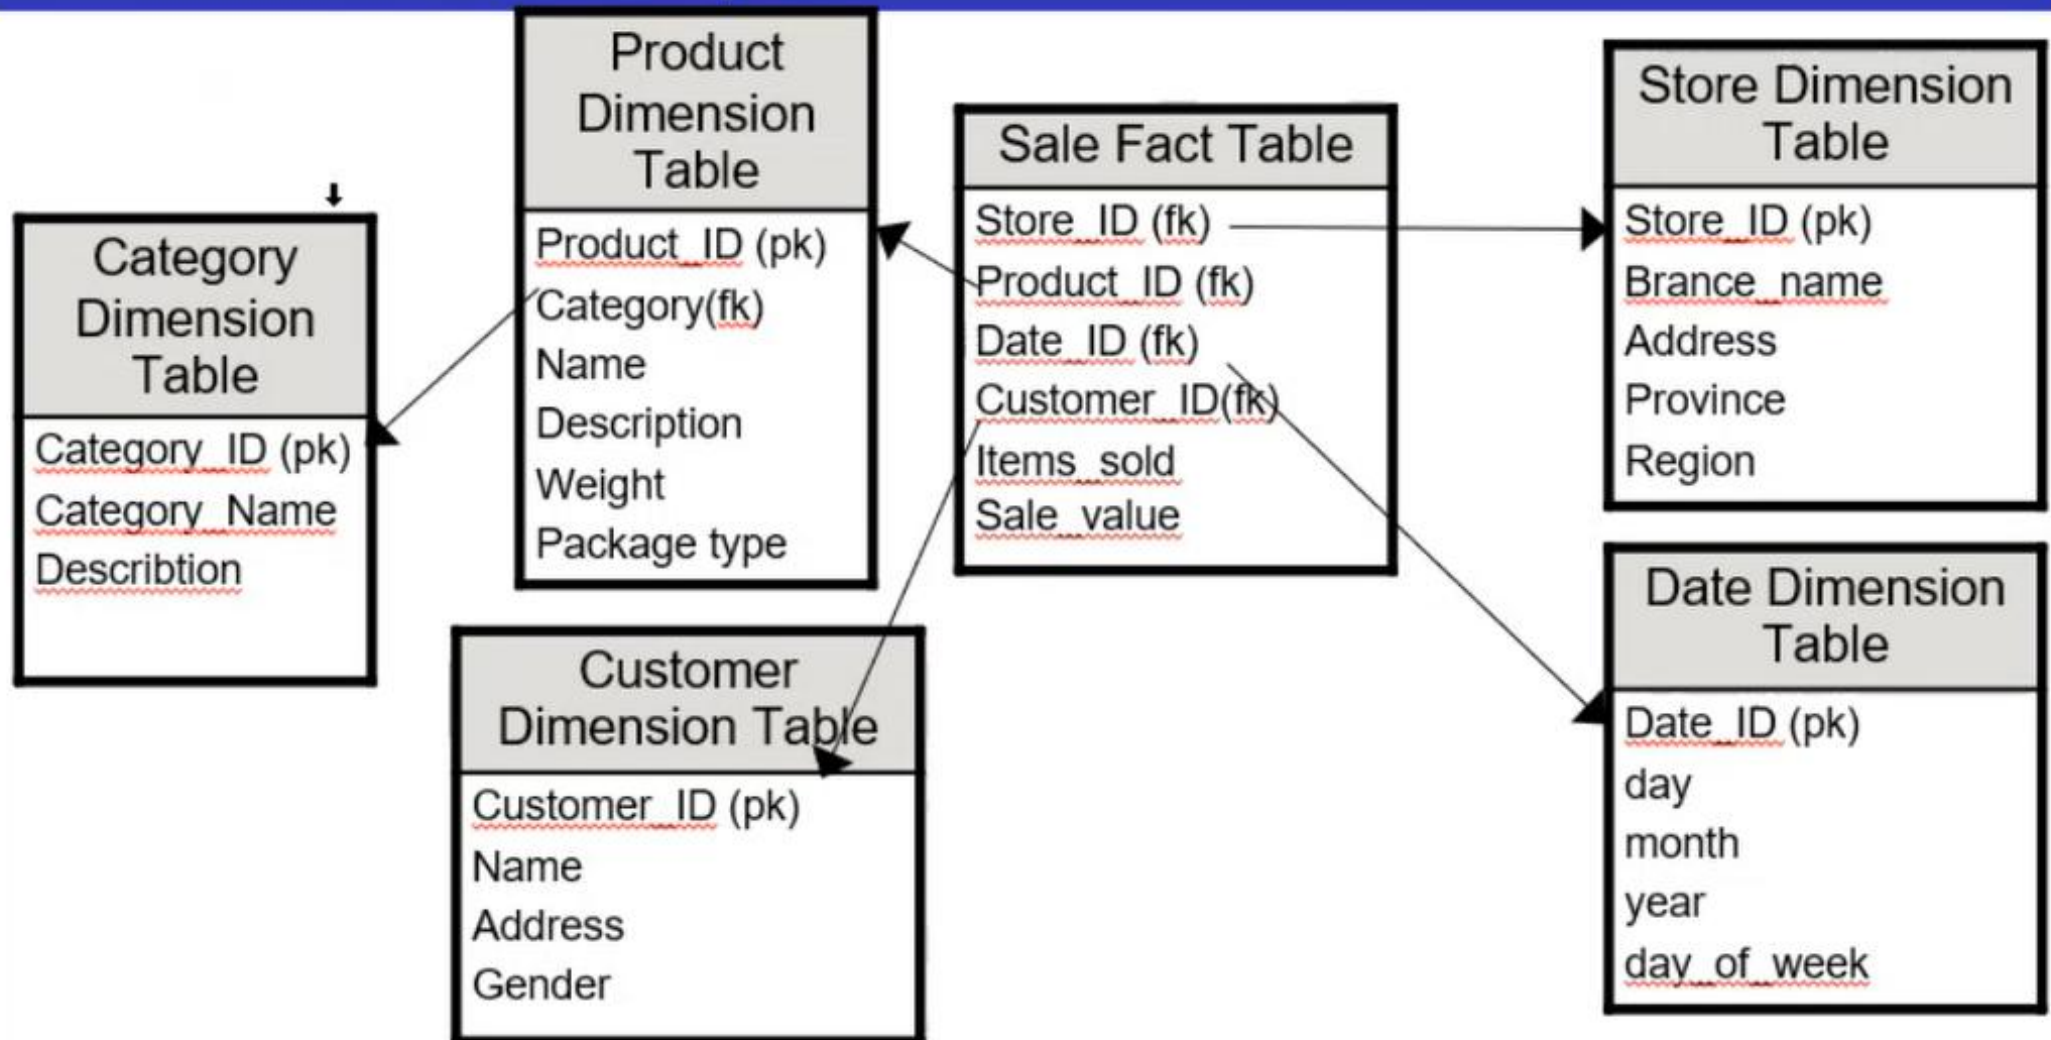 Product
Dimension
Table
Product_ID (pk)
Category(fk)
Name
Description
Weight
Package type
Sale Fact Table
Store_ID (fk)
Product_ID (fk)
Date_ID (fk)
Customer_ID(fk)
Items_sold
Sale_value
Store Dimension
Table
Store_ID (pk)
Brance_name
Address
Province
Region
Category
Dimension
Table
Category_ID (pk)
Category_Name
Describtion
Customer
Dimension Table
Customer_ID (pk)
Name
Address
Gender
Date Dimension
Table
Date_ID (pk)
day
month
year
day_of_week